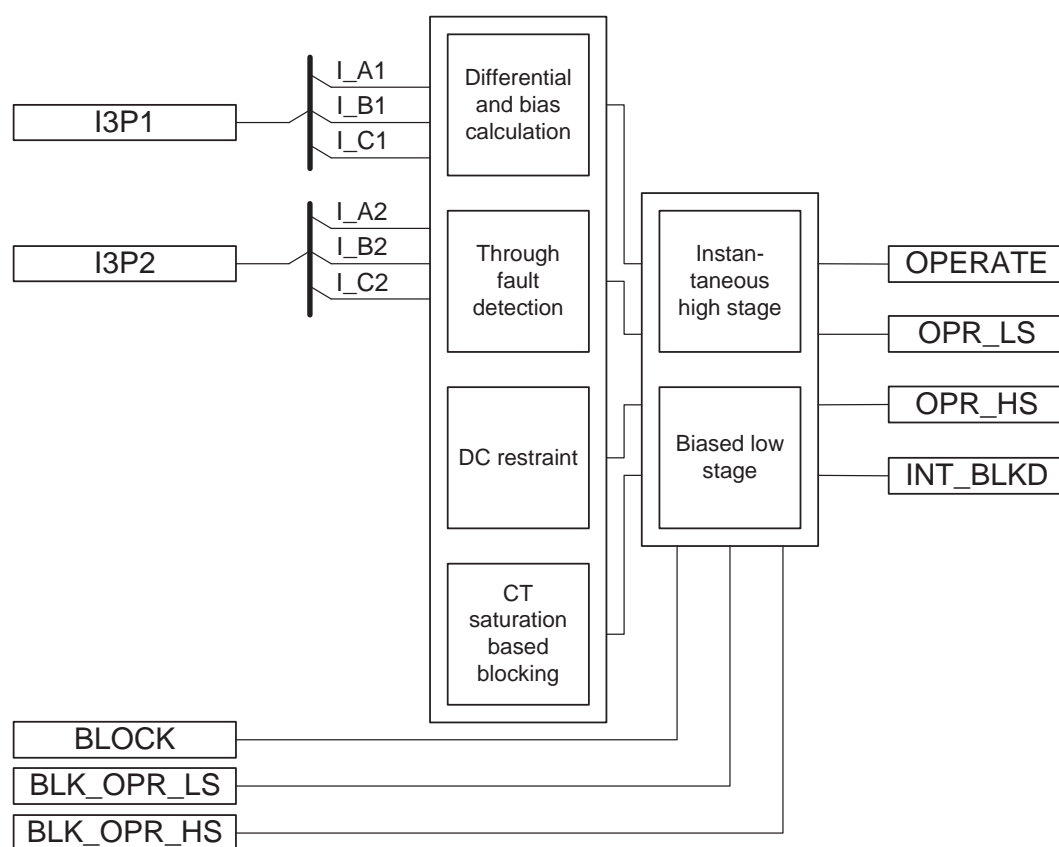 I3P1
I_A1
I_B1
I_C1
I3P2
I_A2
I_B2
I_C2
Differential
and bias
calculation
Through
fault
detection
DC restraint
CT
saturation
based
blocking
Instan-
taneous
high stage
Biased low
stage
OPERATE
OPR_LS
OPR_HS
INT_BLKD
BLOCK
BLK_OPR_LS
BLK_OPR_HS